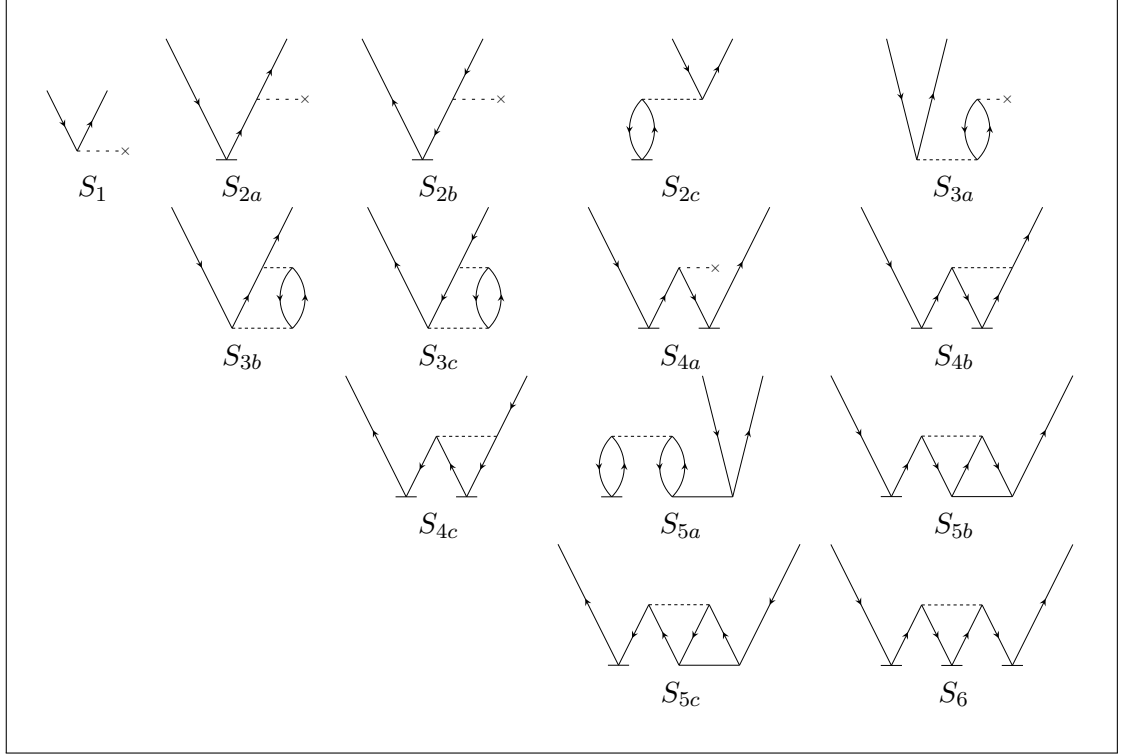 S₁ S₂ₐ S₂b S₂c S₃ₐ
S₃b S₃c S₄ₐ S₄b
S₄c S₅ₐ S₅b
S₅c S₆